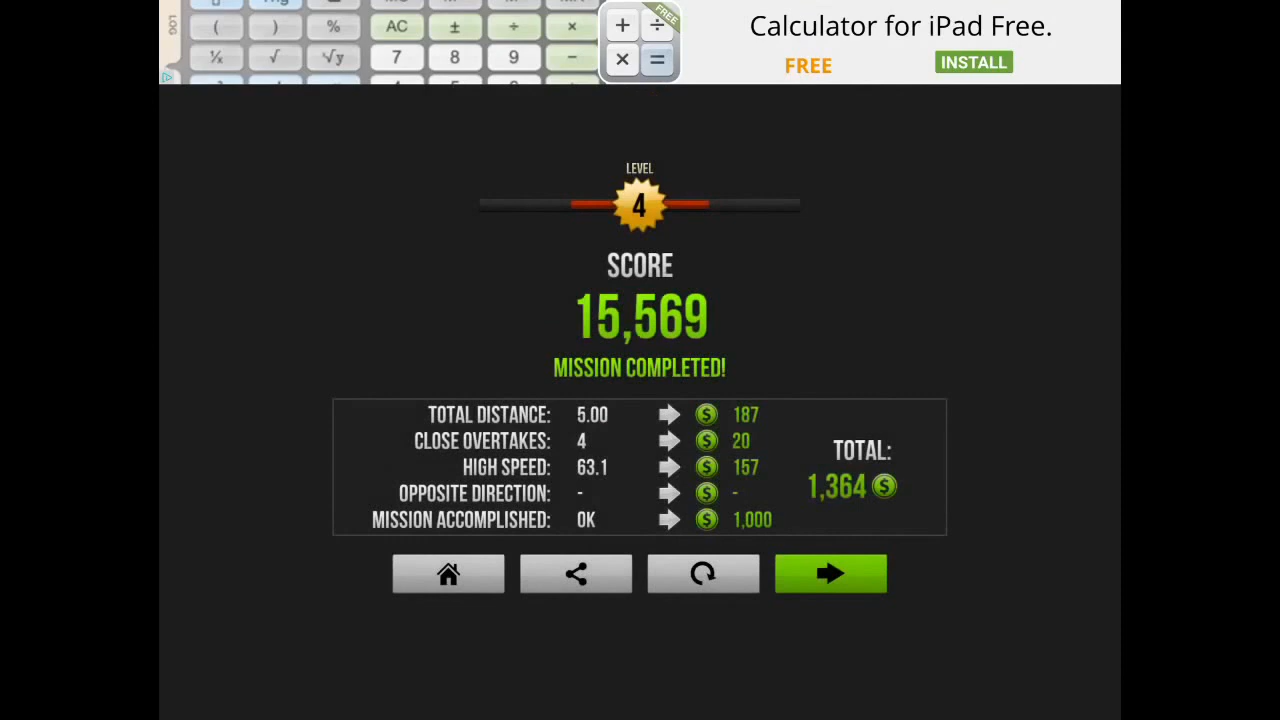 LOG
( ) % AC ± ÷ ×
⅟x √ ʸ√y 7 8 9 −
+ ÷ FREE
× =
Calculator for iPad Free.
FREE INSTALL
LEVEL
4
SCORE
15,569
MISSION COMPLETED!
TOTAL DISTANCE: 5.00 $ 187
CLOSE OVERTAKES: 4 $ 20
HIGH SPEED: 63.1 $ 157
OPPOSITE DIRECTION: - $ -
MISSION ACCOMPLISHED: OK $ 1,000
TOTAL:
1,364 $